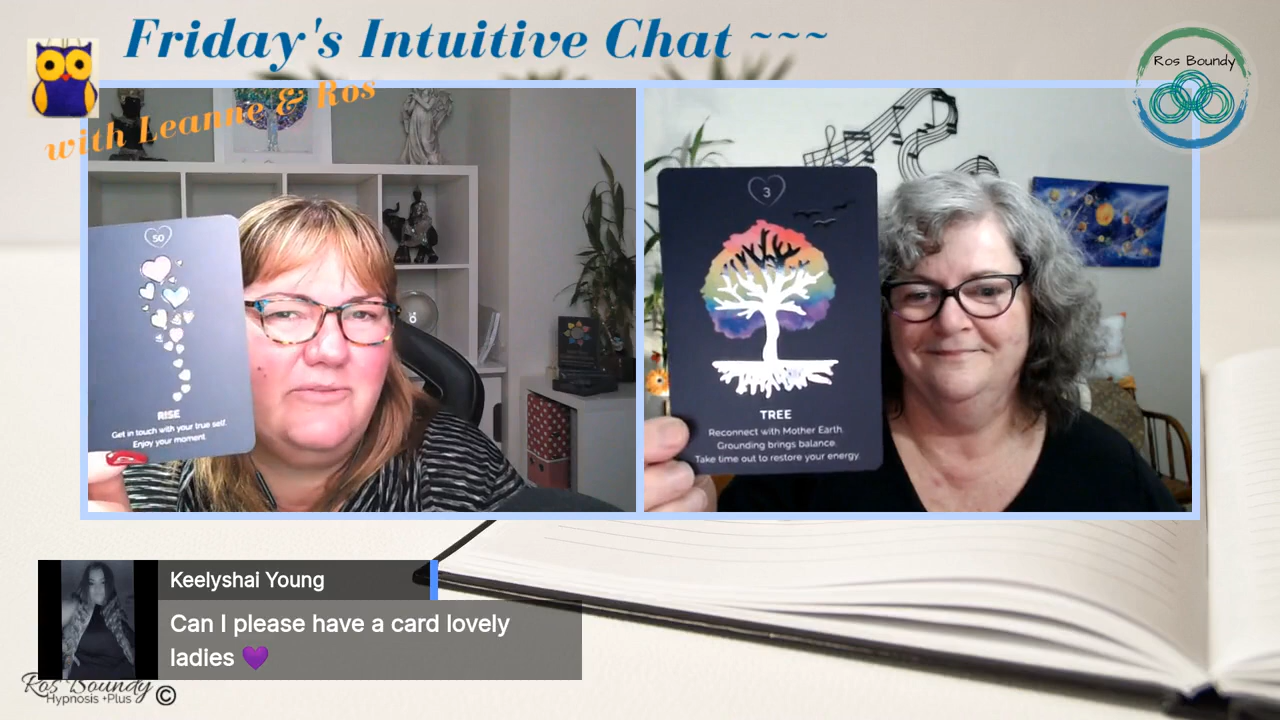 Friday's Intuitive Chat ~~~
with Leanne & Ros
Ros Boundy
50
RISE
Get in touch with your true self.
Enjoy your moment
3
TREE
Reconnect with Mother Earth.
Grounding brings balance.
Take time out to restore your energy.
Keelyshai Young
Can I please have a card lovely
ladies 💜
Ros Boundy
Hypnosis +Plus ©